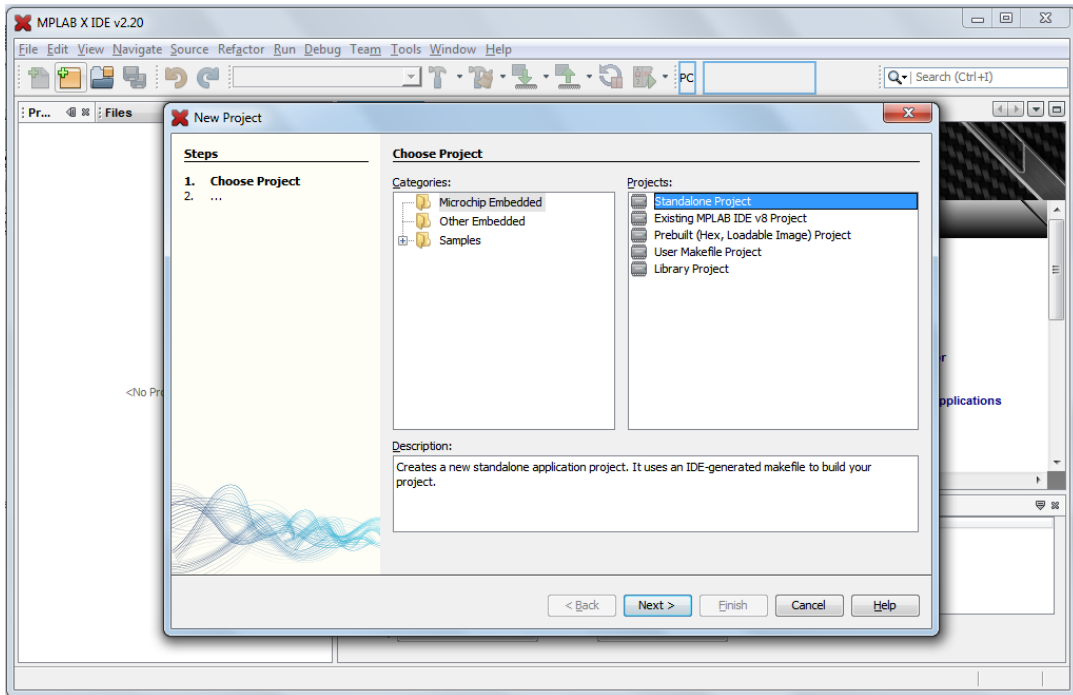 MPLAB X IDE v2.20
File Edit View Navigate Source Refactor Run Debug Team Tools Window Help
PC
Search (Ctrl+I)
Pr...
Files
New Project
Steps
1. Choose Project
2. ...
Choose Project
Categories:
Microchip Embedded
Other Embedded
Samples
Projects:
Standalone Project
Existing MPLAB IDE v8 Project
Prebuilt (Hex, Loadable Image) Project
User Makefile Project
Library Project
<No Pr
pplications
Description:
Creates a new standalone application project. It uses an IDE-generated makefile to build your
project.
< Back
Next >
Finish
Cancel
Help